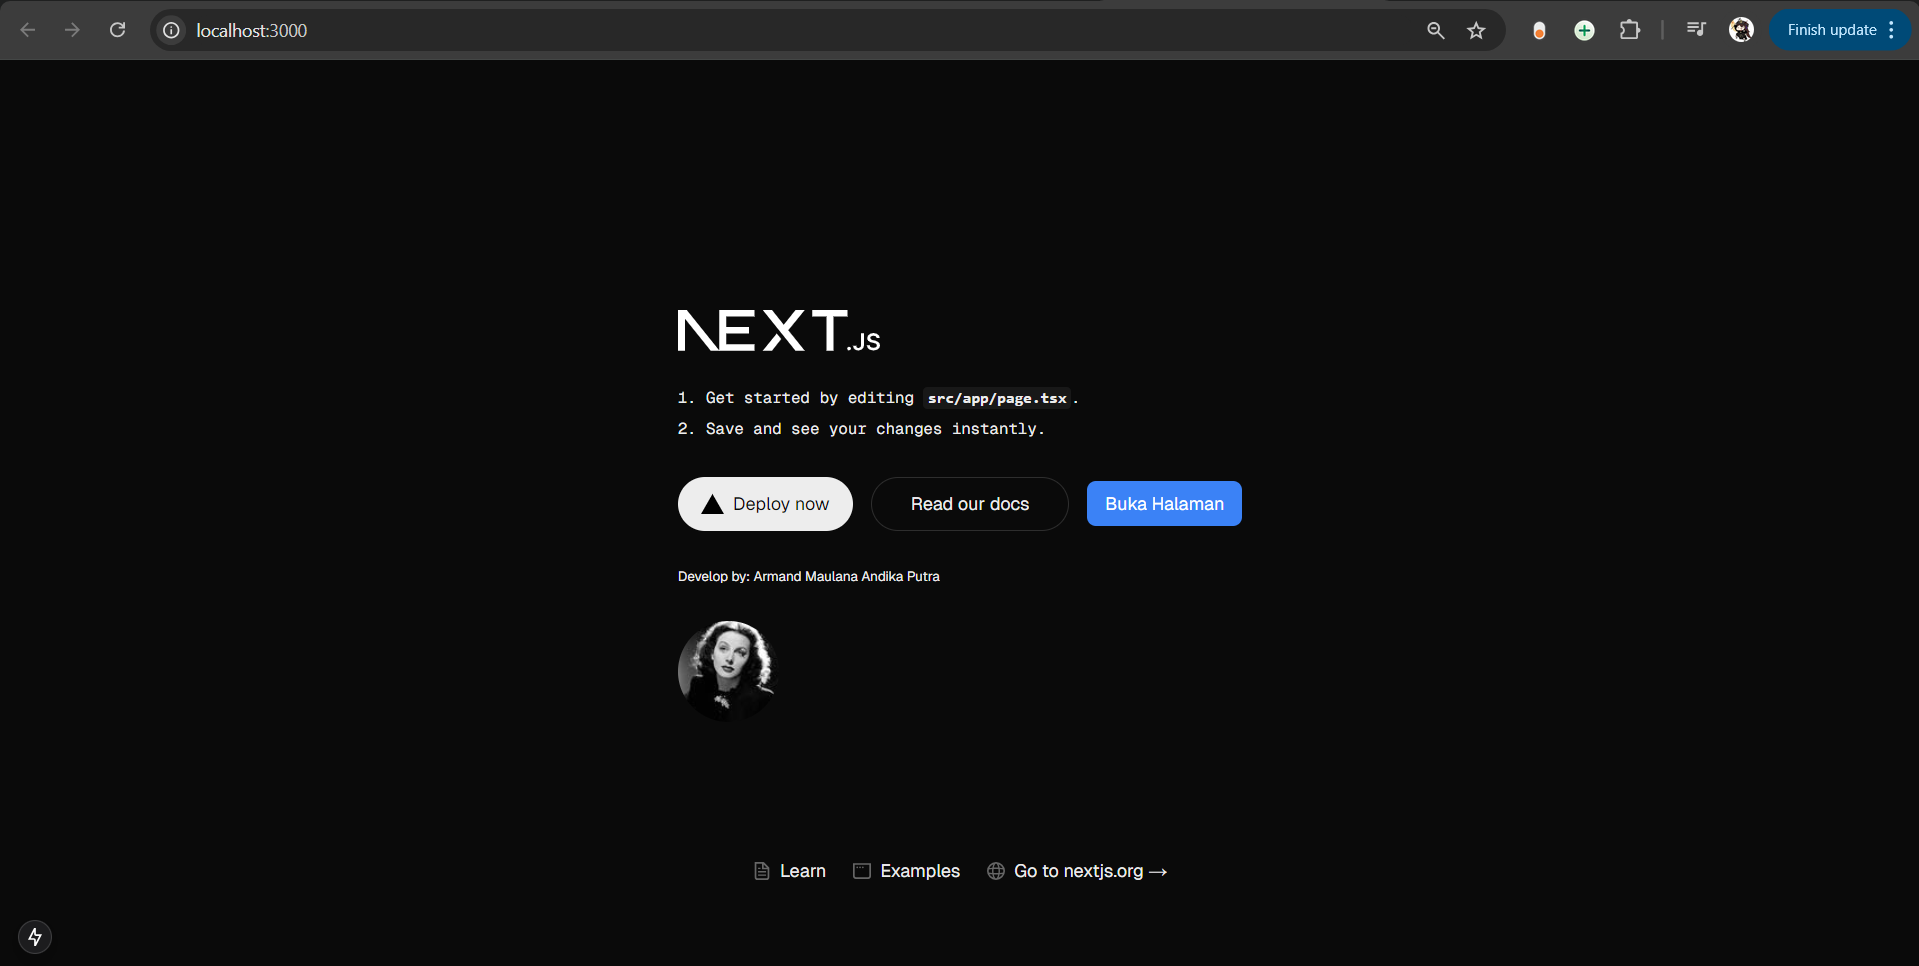 localhost:3000
Finish update
NEXT.JS
1. Get started by editing src/app/page.tsx.
2. Save and see your changes instantly.
Deploy now Read our docs Buka Halaman
Develop by: Armand Maulana Andika Putra
Learn Examples Go to nextjs.org →